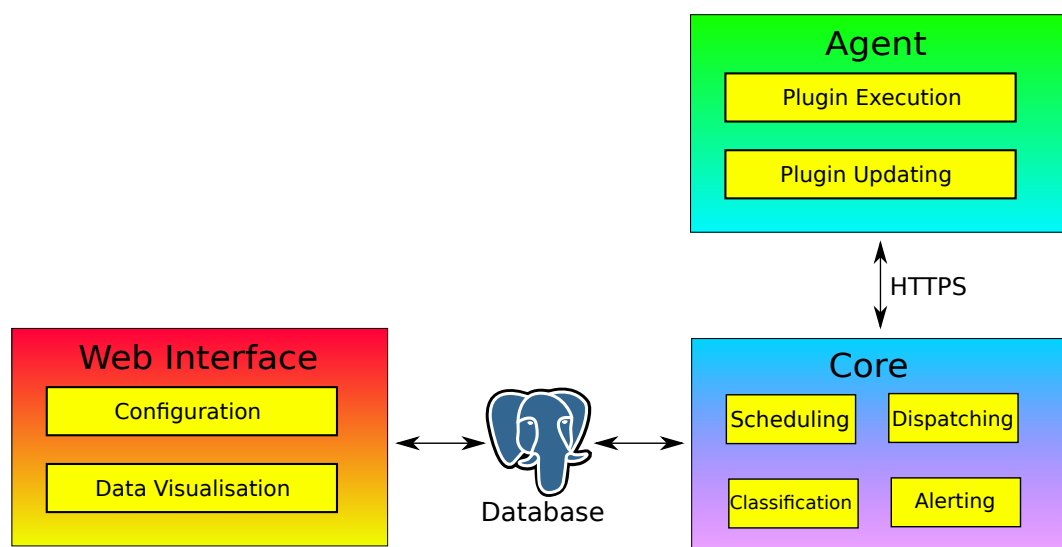 Agent
Plugin Execution
Plugin Updating
HTTPS
Web Interface
Configuration
Data Visualisation
Database
Core
Scheduling
Dispatching
Classification
Alerting